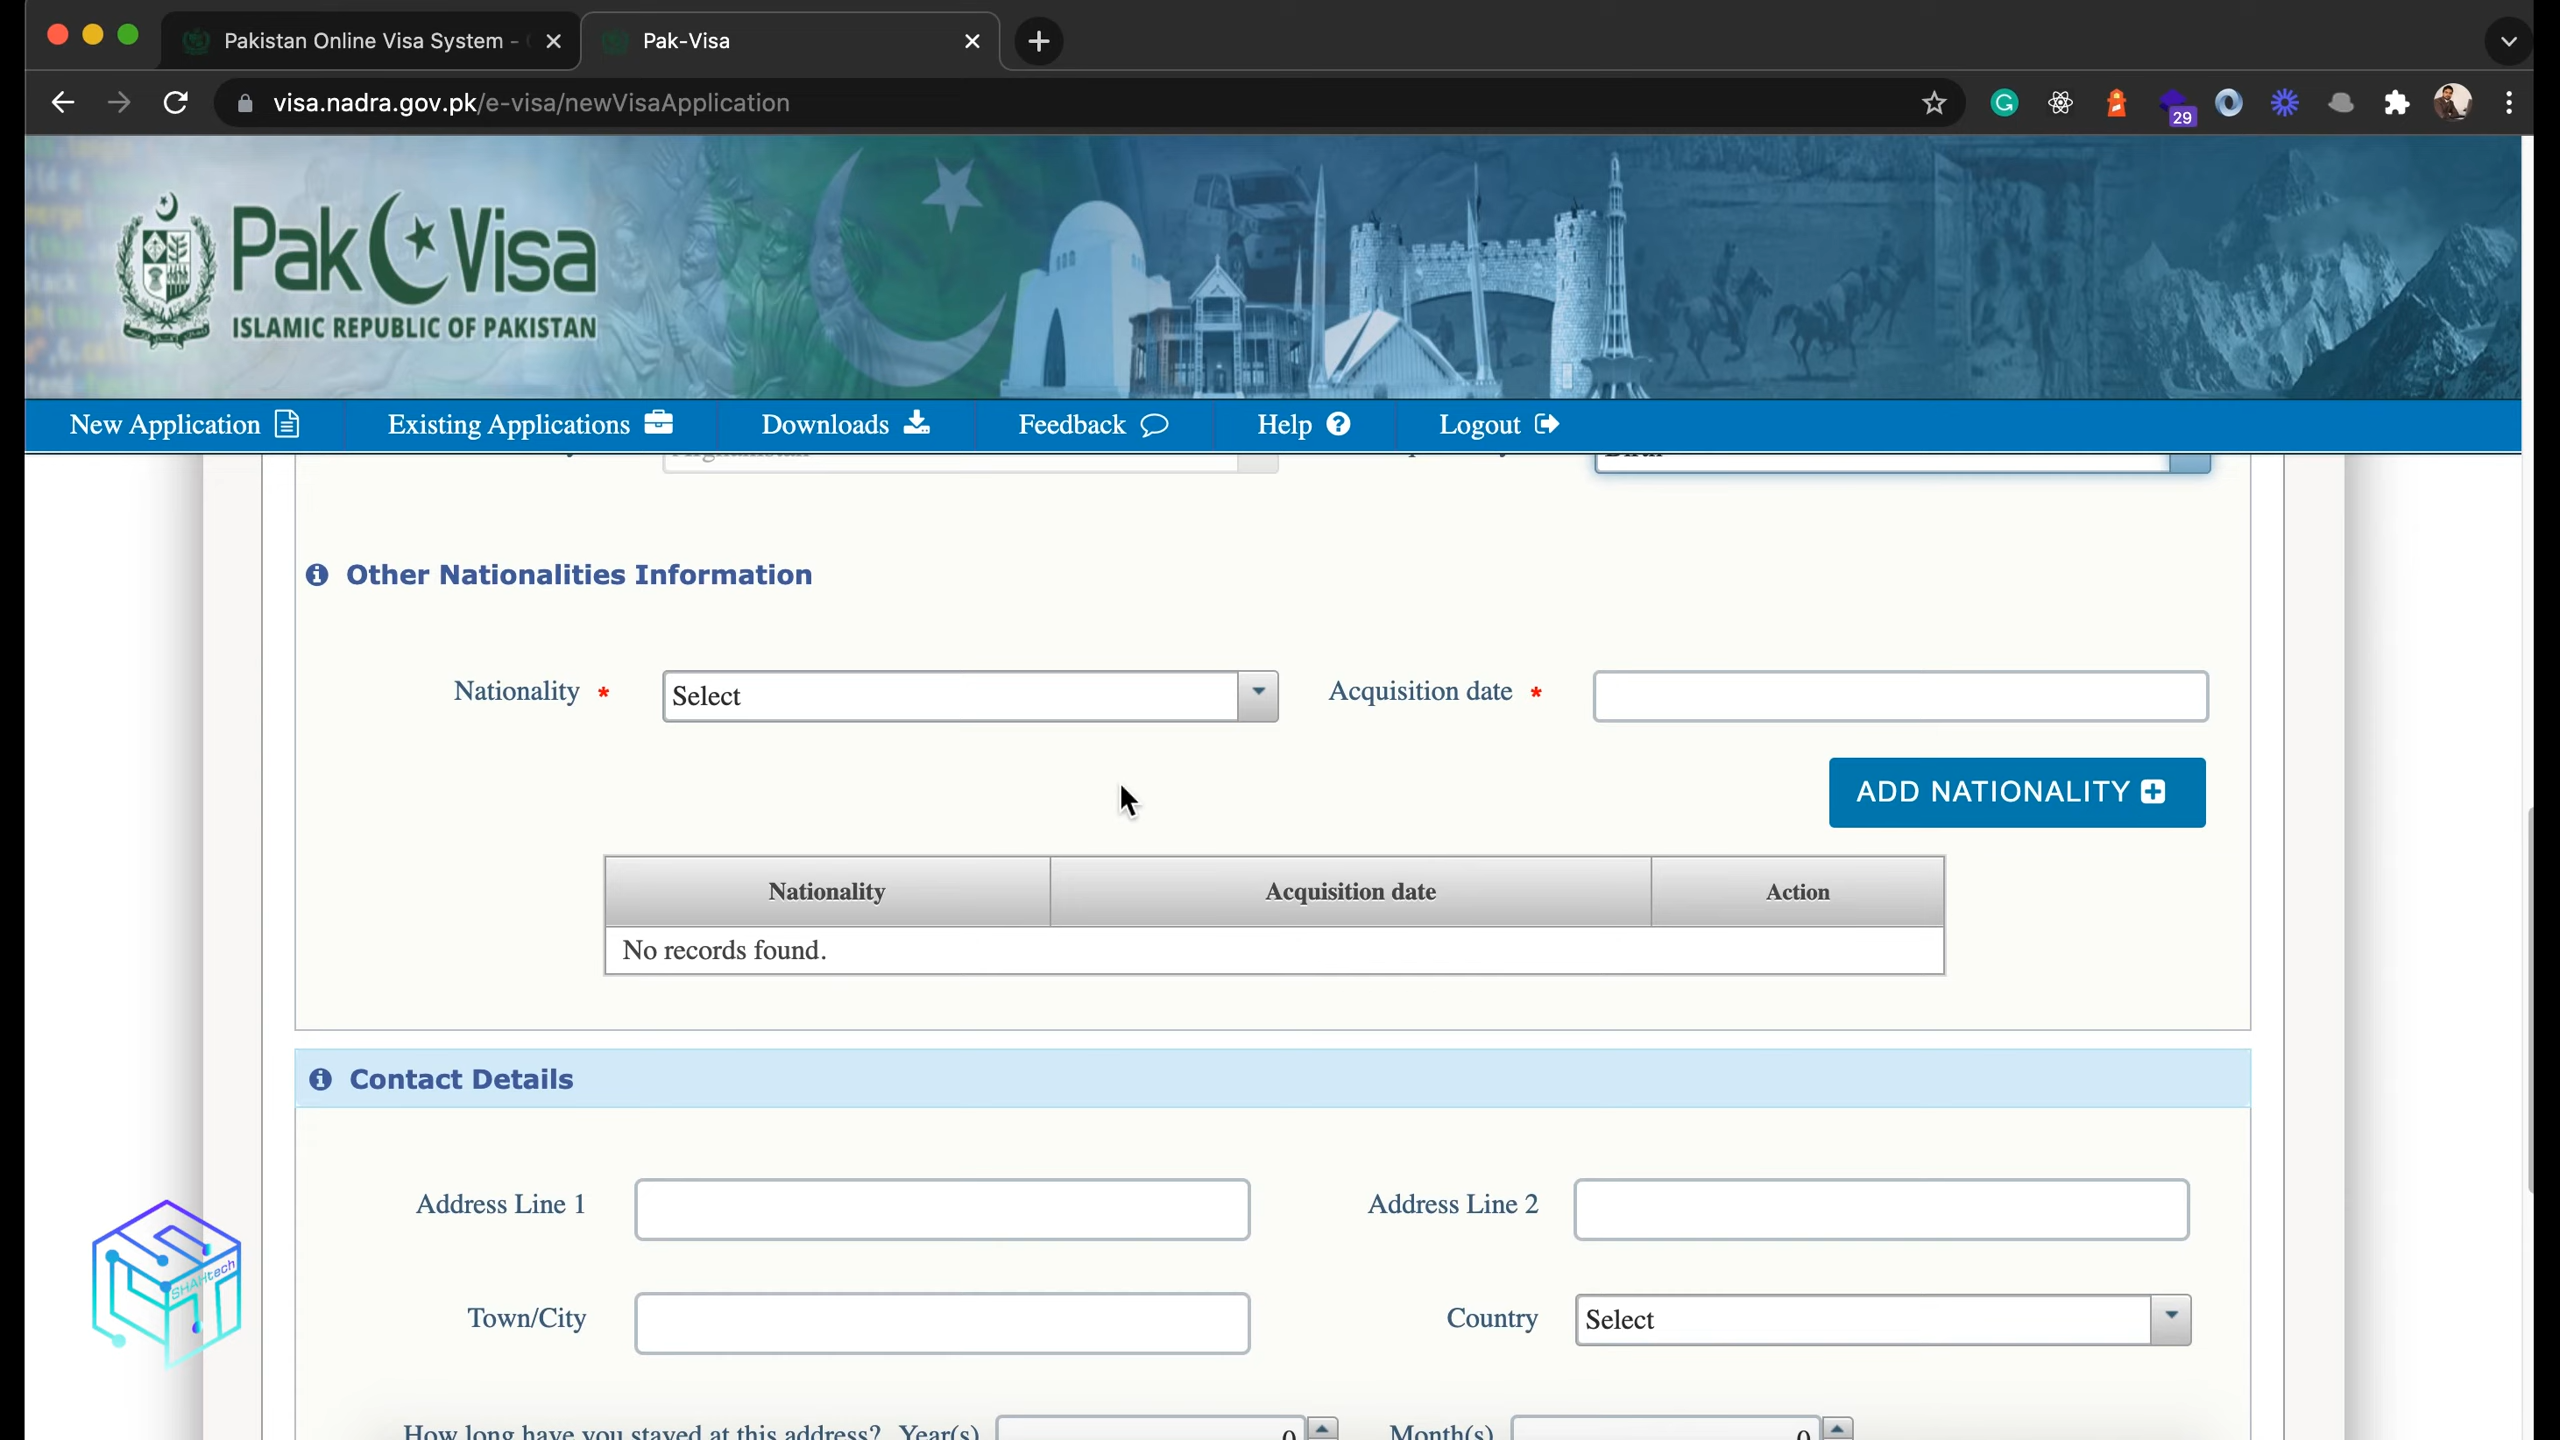 Pakistan Online Visa System -
Pak-Visa
visa.nadra.gov.pk/e-visa/newVisaApplication
29
Pak Visa
ISLAMIC REPUBLIC OF PAKISTAN
New Application
Existing Applications
Downloads
Feedback
Help
Logout
Other Nationalities Information
Nationality * Select Acquisition date *
ADD NATIONALITY
Nationality Acquisition date Action
No records found.
Contact Details
Address Line 1 Address Line 2
Town/City Country Select
How long have you stayed at this address? Year(s) 0 Month(s) 0
SHAHtech